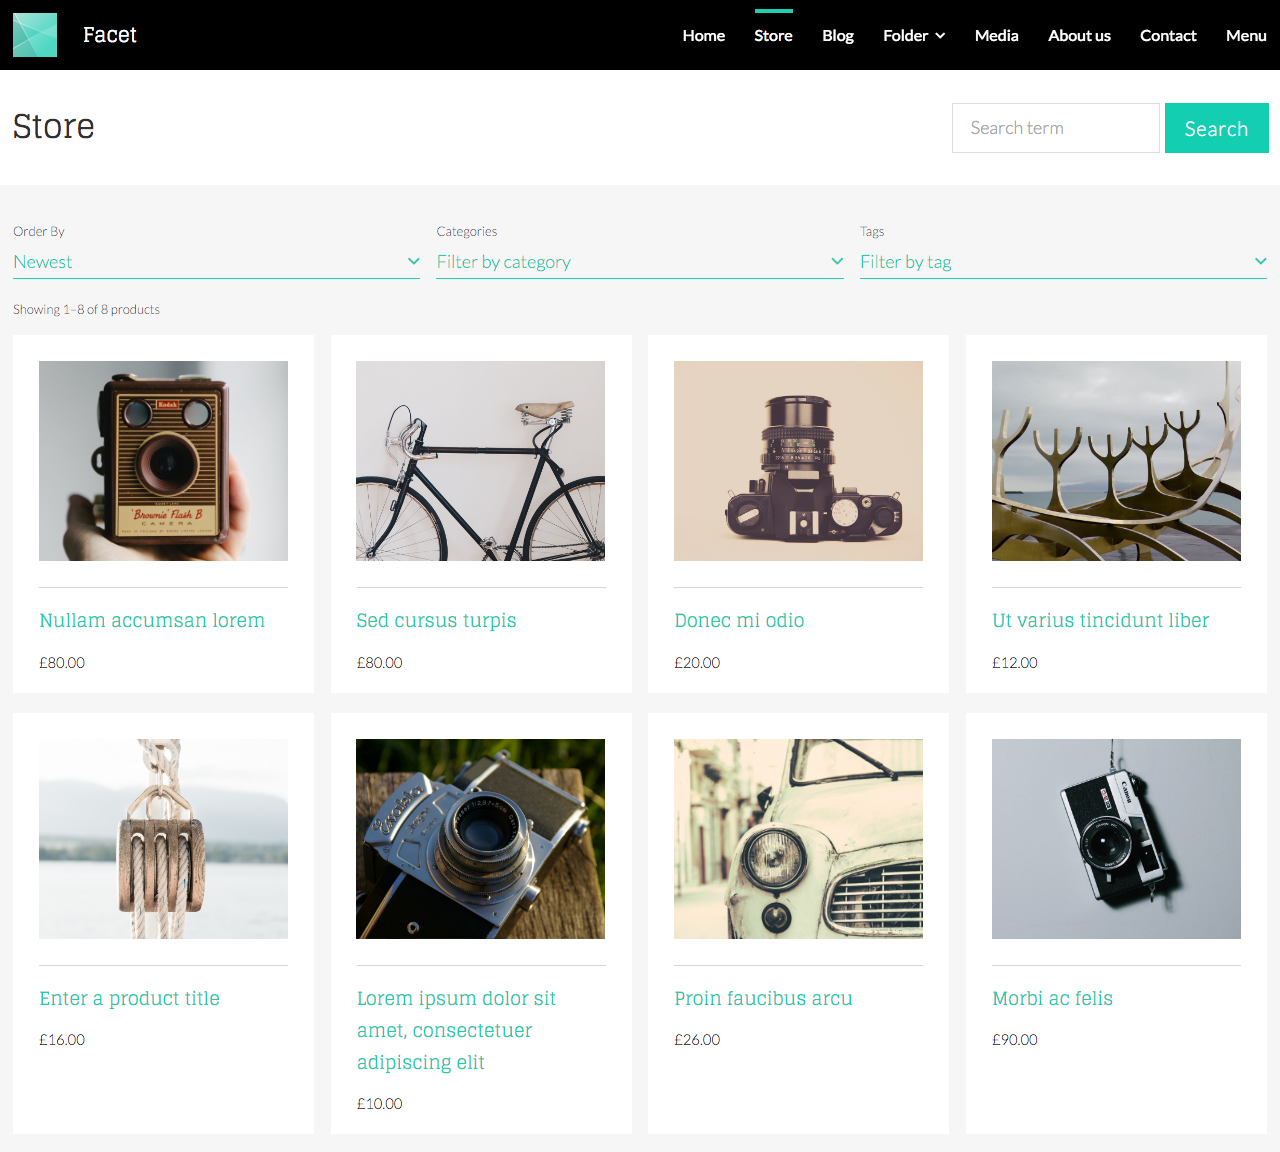 Facet
Home Store Blog Folder Media About us Contact Menu
Store
Search term Search
Order By Categories Tags
Newest Filter by category Filter by tag
Showing 1–8 of 8 products
Kodak
'Brownie' Flash B
CAMERA
Nullam accumsan lorem
£80.00
Sed cursus turpis
£80.00
Donec mi odio
£20.00
Ut varius tincidunt liber
£12.00
Canon
Enter a product title
£16.00
Lorem ipsum dolor sit
amet, consectetuer
adipiscing elit
£10.00
Proin faucibus arcu
£26.00
Morbi ac felis
£90.00